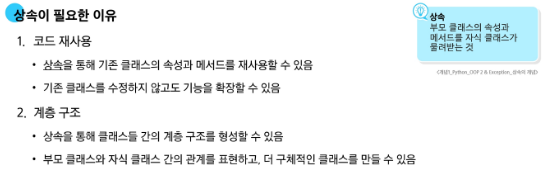 상속이 필요한 이유
1. 코드 재사용
• 상속을 통해 기존 클래스의 속성과 메서드를 재사용할 수 있음
• 기존 클래스를 수정하지 않고도 기능을 확장할 수 있음
2. 계층 구조
• 상속을 통해 클래스들 간의 계층 구조를 형성할 수 있음
• 부모 클래스와 자식 클래스 간의 관계를 표현하고, 더 구체적인 클래스를 만들 수 있음
상속
부모 클래스의 속성과
메서드를 자식 클래스가
물려받는 것